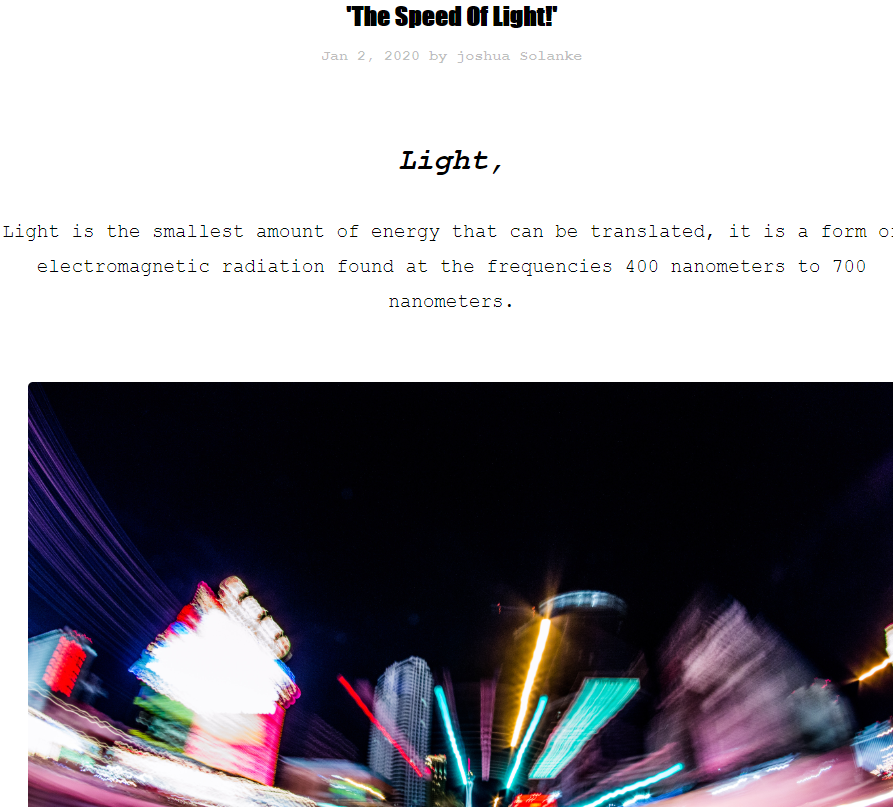 'The Speed Of Light!'
Jan 2, 2020 by joshua Solanke
Light,
Light is the smallest amount of energy that can be translated, it is a form
electromagnetic radiation found at the frequencies 400 nanometers to 700
nanometers.